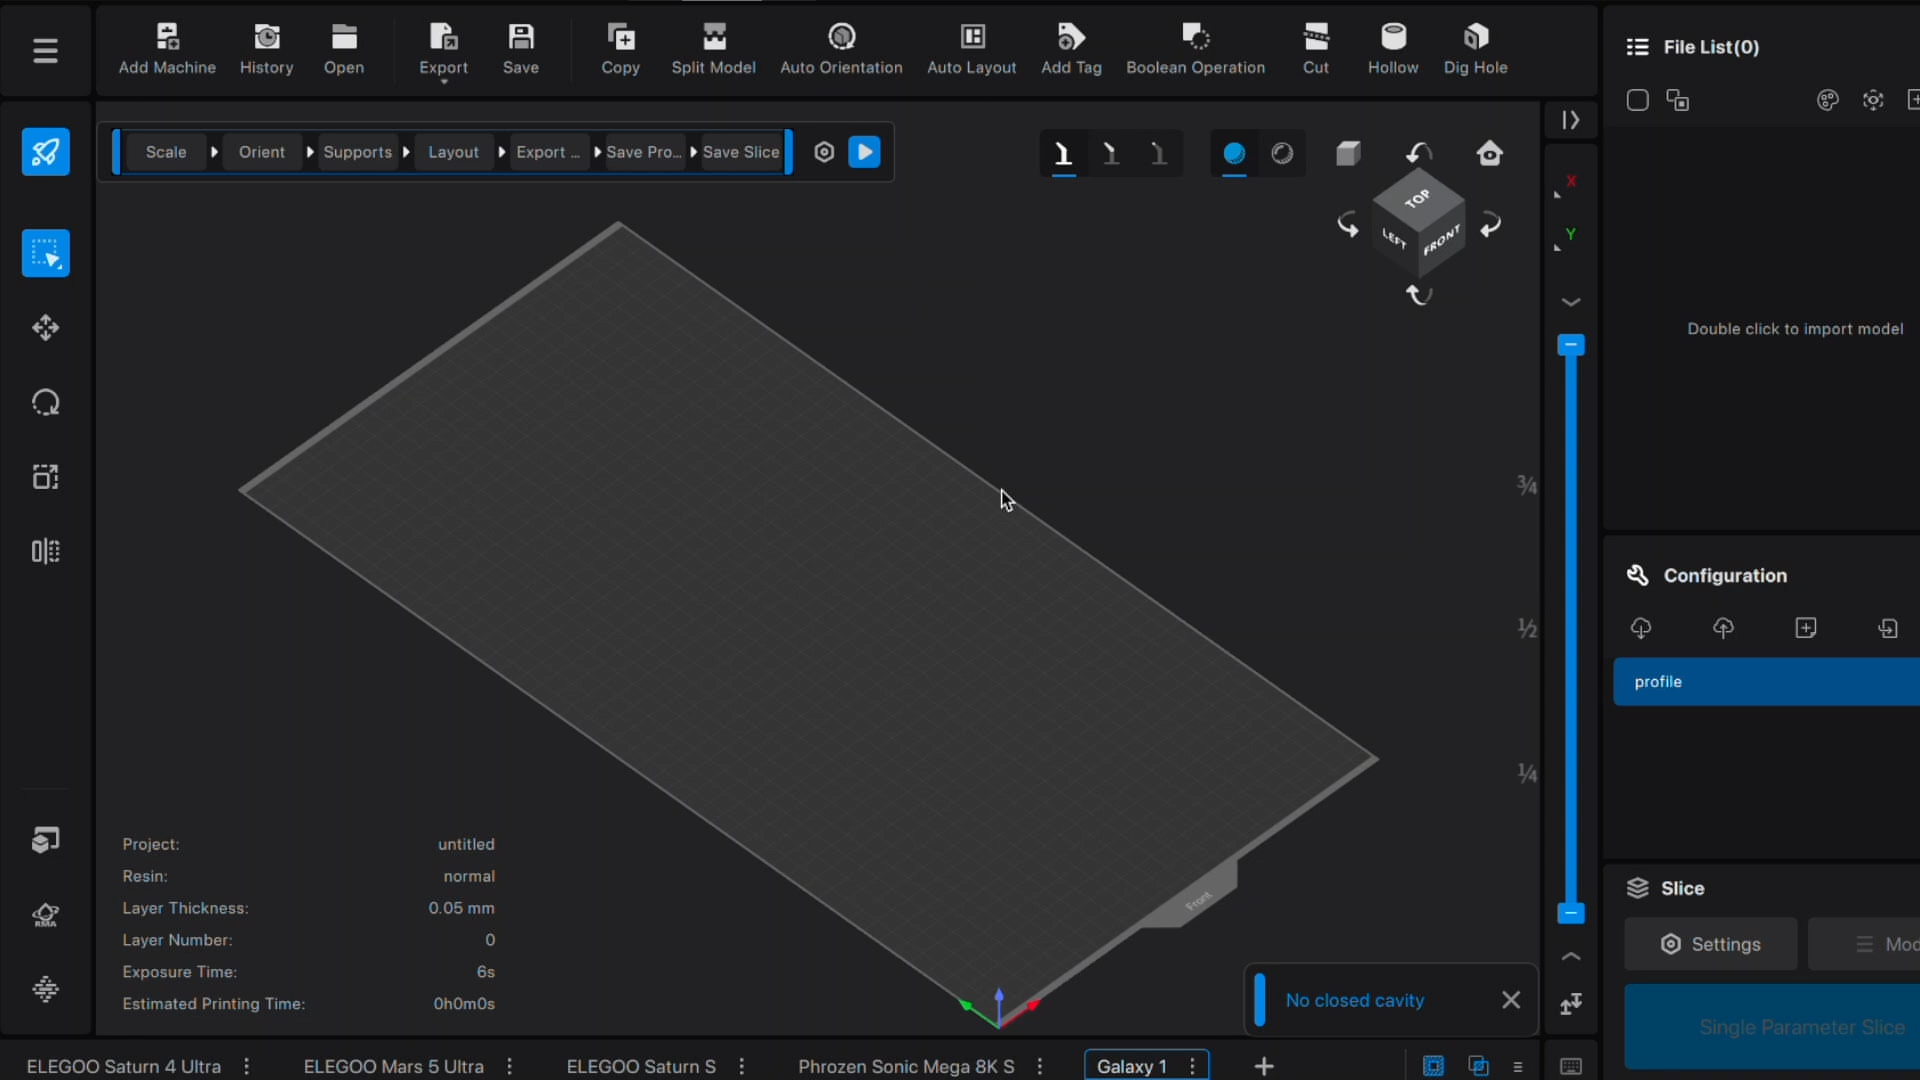 Add Machine History Open Export Save Copy Split Model Auto Orientation Auto Layout Add Tag Boolean Operation Cut Hollow Dig Hole
File List(0)
Scale Orient Supports Layout Export ... Save Pro... Save Slice
TOP
LEFT FRONT
X
Y
Double click to import model
¾
½
¼
Configuration
profile
Front
Project: untitled
Resin: normal
Layer Thickness: 0.05 mm
Layer Number: 0
Exposure Time: 6s
Estimated Printing Time: 0h0m0s
No closed cavity
Slice
Settings Mod
Single Parameter Slice
RMA
ELEGOO Saturn 4 Ultra ELEGOO Mars 5 Ultra ELEGOO Saturn S Phrozen Sonic Mega 8K S Galaxy 1